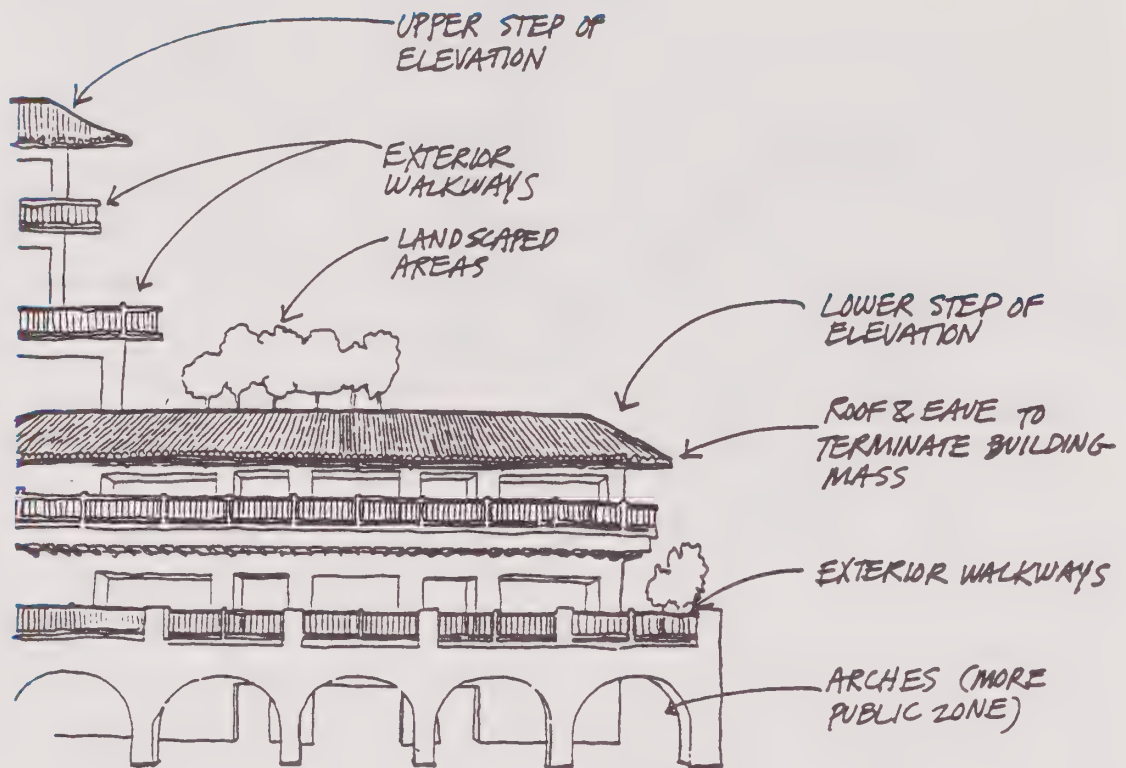 UPPER STEP OF
ELEVATION
EXTERIOR
WALKWAYS
LANDSCAPED
AREAS
LOWER STEP OF
ELEVATION
ROOF & EAVE TO
TERMINATE BUILDING
MASS
EXTERIOR WALKWAYS
ARCHES (MORE
PUBLIC ZONE)